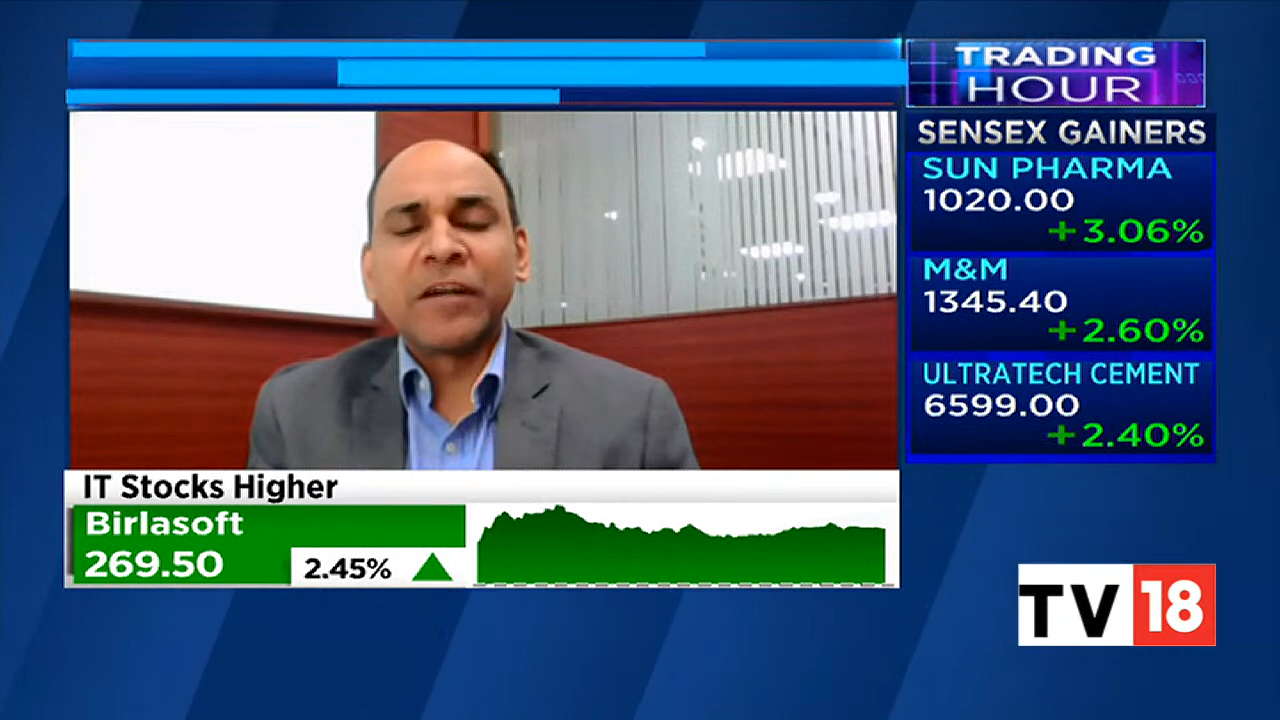 TRADING
HOUR
SENSEX GAINERS
SUN PHARMA
1020.00
+3.06%
M&M
1345.40
+2.60%
ULTRATECH CEMENT
6599.00
+2.40%
IT Stocks Higher
Birlasoft
269.50
2.45%
TV18